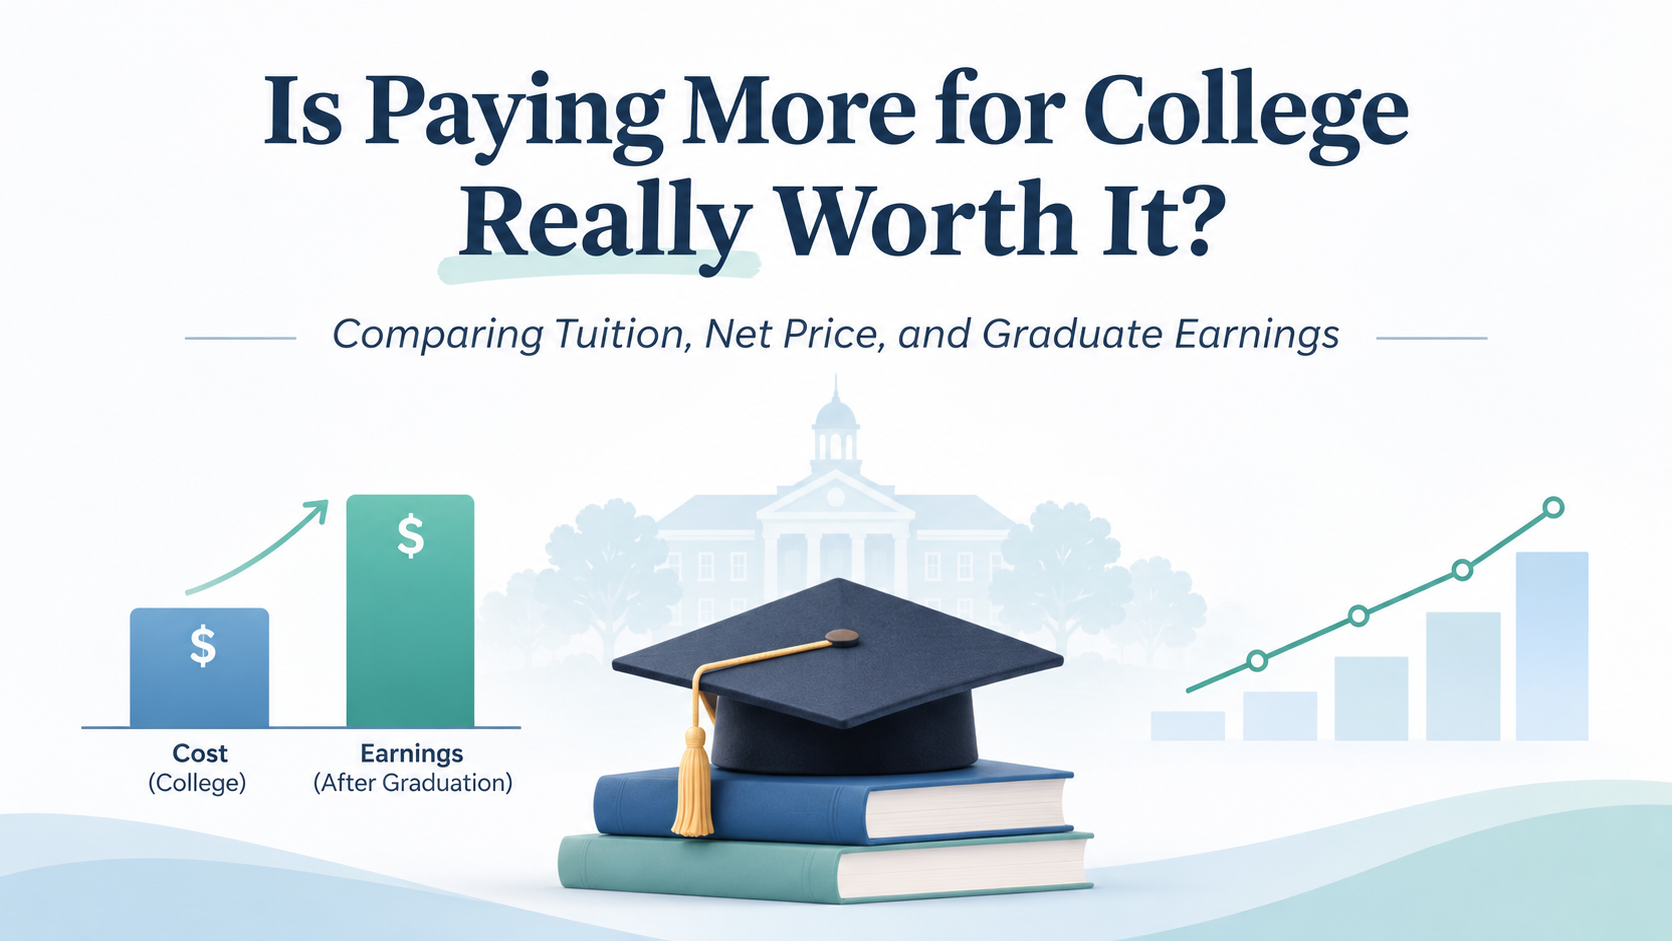 Is Paying More for College
Really Worth It?
Comparing Tuition, Net Price, and Graduate Earnings
$
$
Cost
(College)
Earnings
(After Graduation)